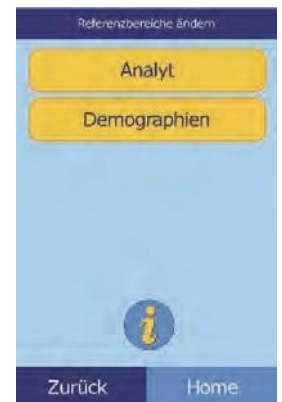 Referenzbereiche ändern
Analyt
Demographien
i
Zurück Home